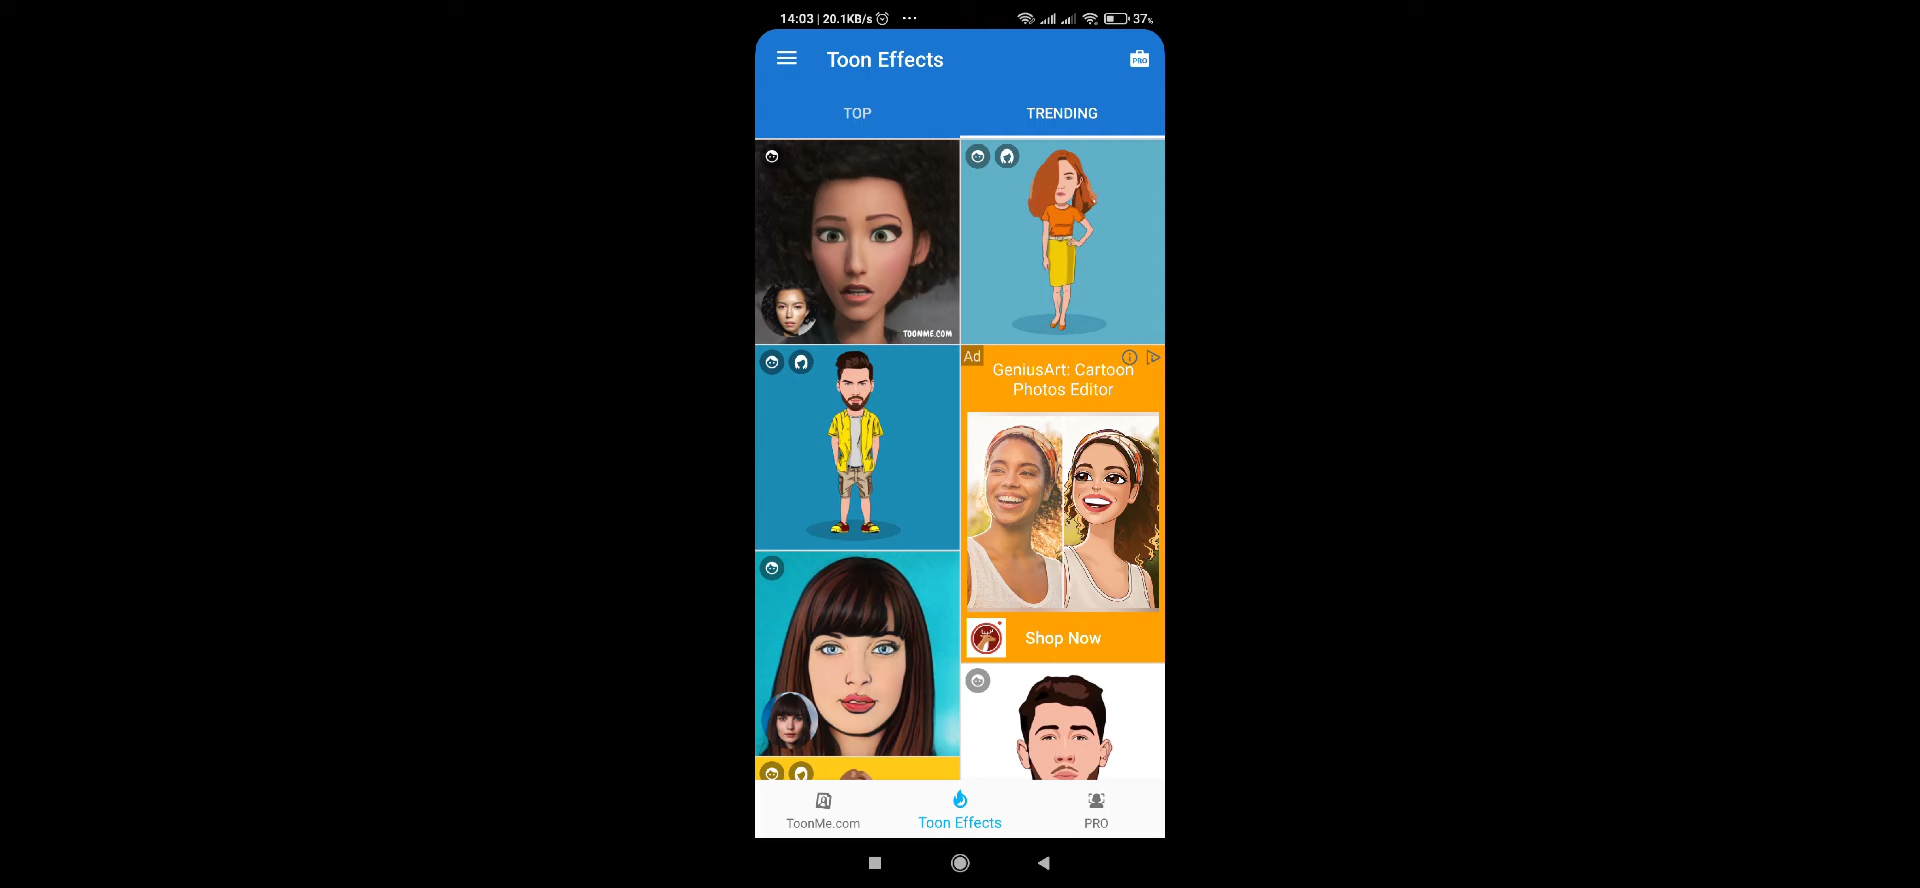 14:03 | 20.1KB/s ... 37%
Toon Effects PRO
TOP TRENDING
TOONME.COM
Ad
GeniusArt: Cartoon
Photos Editor
Shop Now
ToonMe.com Toon Effects PRO